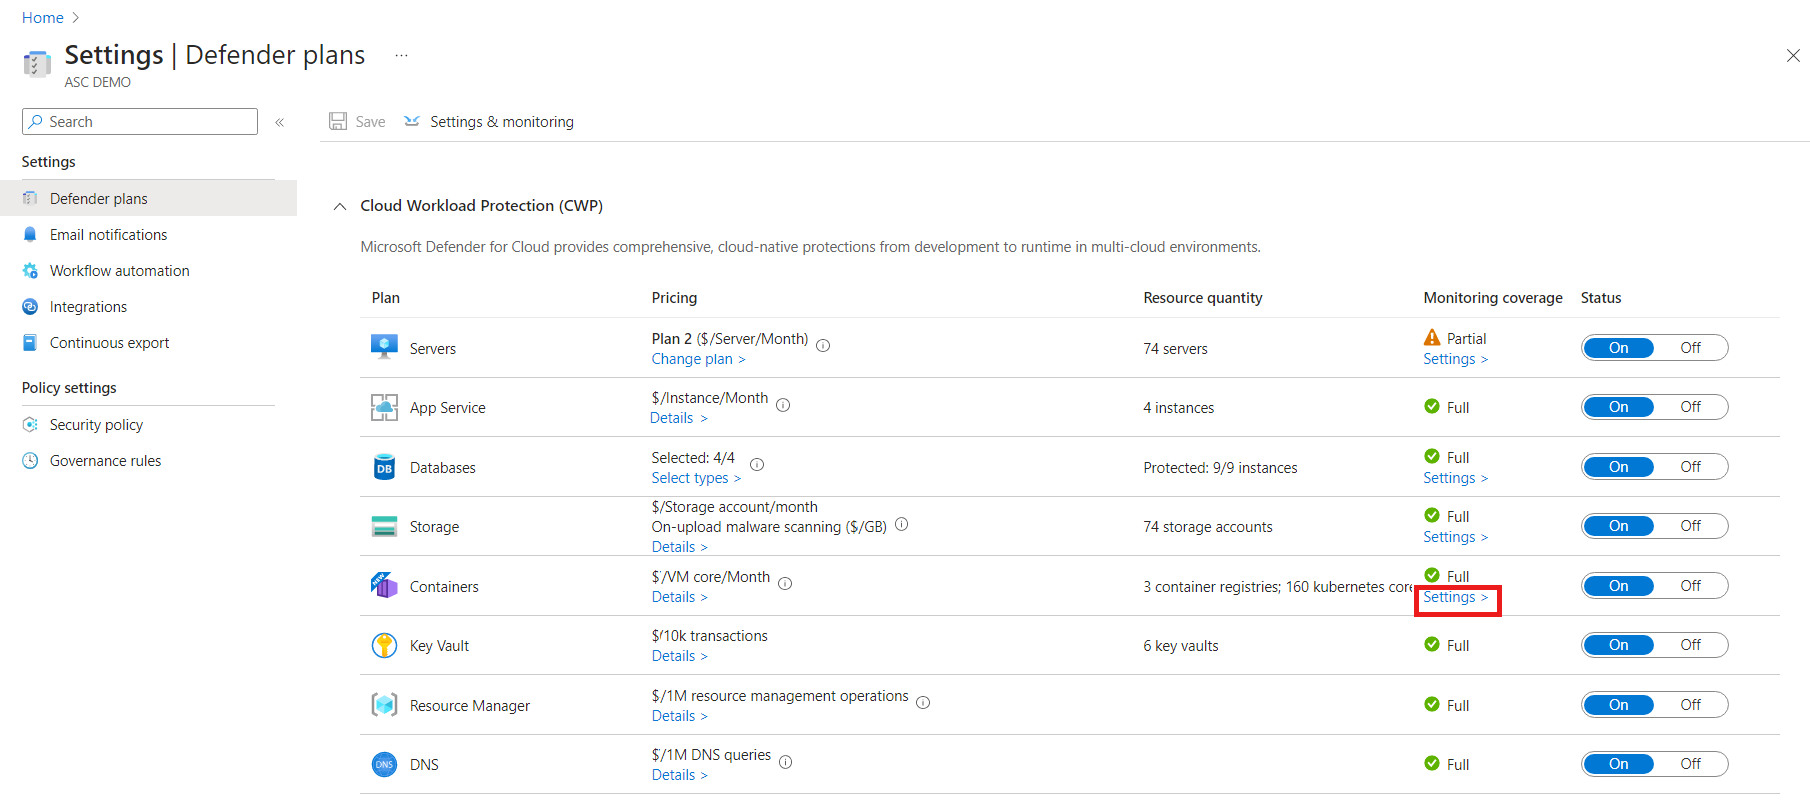 Home >
Settings | Defender plans ...
ASC DEMO
Search «
Save Settings & monitoring
Settings
Defender plans
Email notifications
Workflow automation
Integrations
Continuous export
Policy settings
Security policy
Governance rules
Cloud Workload Protection (CWP)
Microsoft Defender for Cloud provides comprehensive, cloud-native protections from development to runtime in multi-cloud environments.
Plan Pricing Resource quantity Monitoring coverage Status
Servers Plan 2 ($/Server/Month) 74 servers Partial On Off
Change plan > Settings >
App Service $/Instance/Month 4 instances Full On Off
Details >
Databases Selected: 4/4 Protected: 9/9 instances Full On Off
Select types > Settings >
$/Storage account/month
Storage On-upload malware scanning ($/GB) 74 storage accounts Full On Off
Details > Settings >
Containers $/VM core/Month 3 container registries; 160 kubernetes core Full On Off
Details > Settings >
Key Vault $/10k transactions 6 key vaults Full On Off
Details >
Resource Manager $/1M resource management operations Full On Off
Details >
DNS DNS $/1M DNS queries Full On Off
Details >